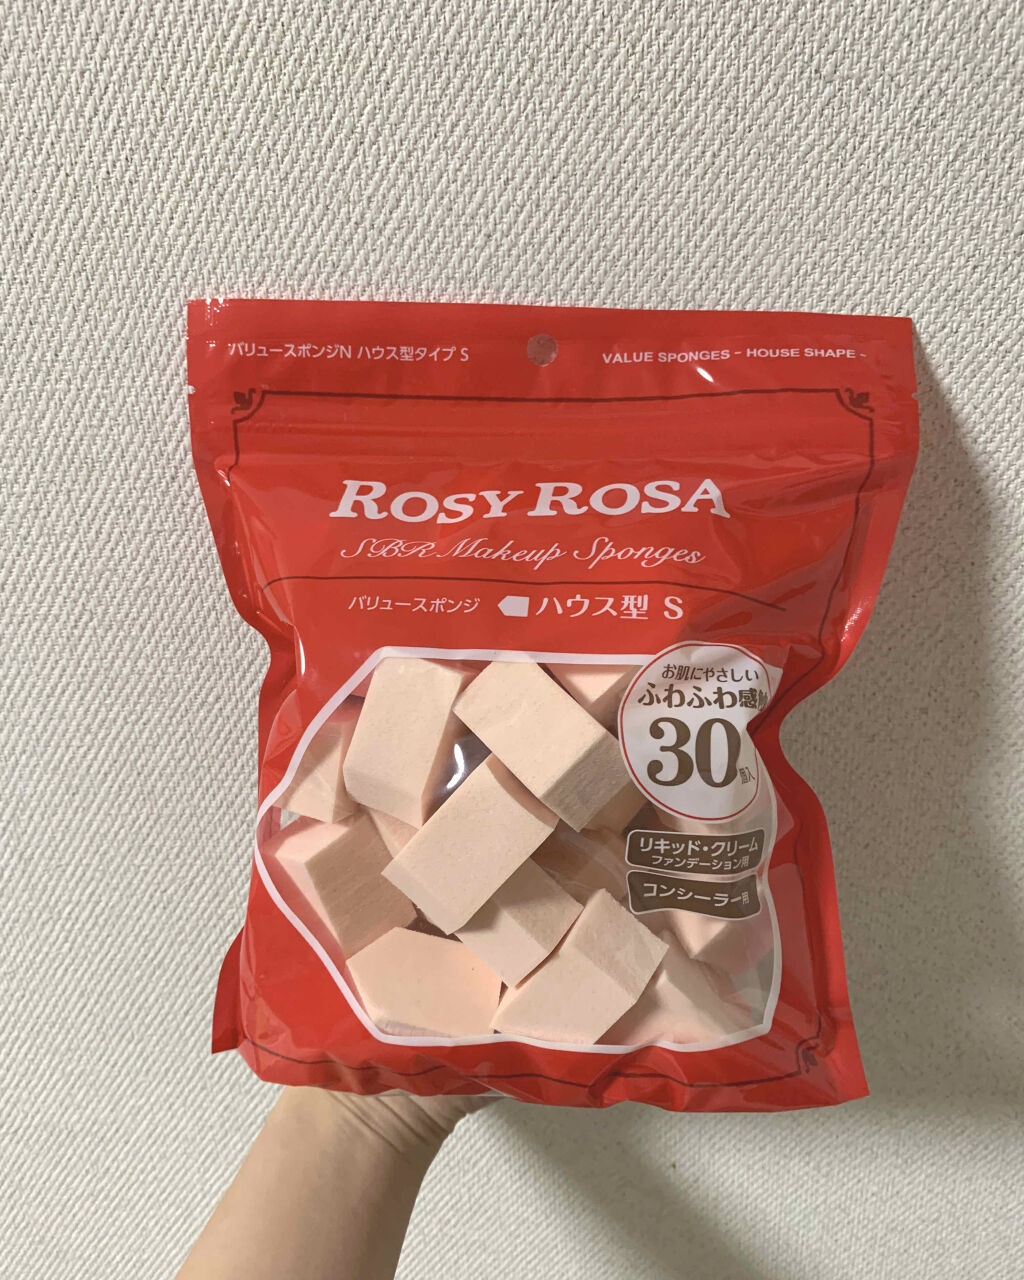 バリュースポンジN ハウス型タイプ S
VALUE SPONGES - HOUSE SHAPE -
ROSY ROSA
SBR Makeup Sponges
バリュースポンジ ハウス型 S
お肌にやさしい
ふわふわ感触
30個入
リキッド・クリーム
ファンデーション用
コンシーラー用